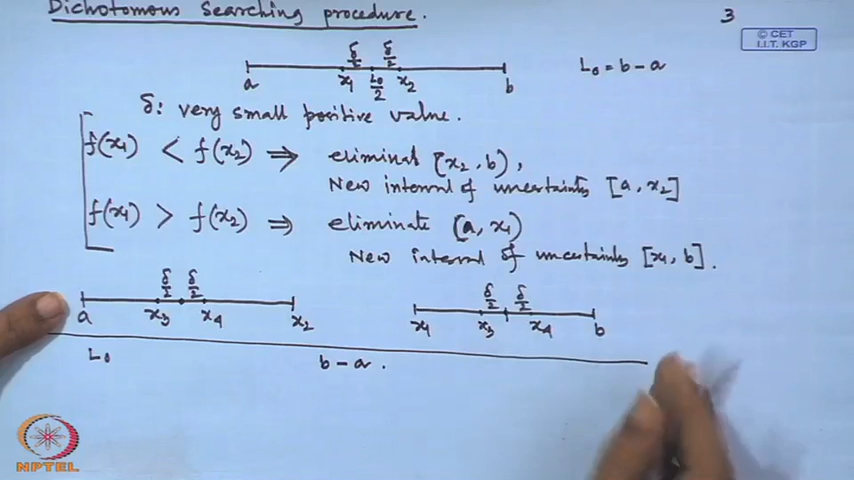 Dichotomous Searching procedure.
3
© CET
I.I.T. KGP
δ/2 δ/2
a x₁ L₀/2 x₂ b
L₀ = b - a
δ: very small positive value.
f(x₁) < f(x₂) ⇒ eliminat [x₂, b),
New interval of uncertainty [a, x₂]
f(x₁) > f(x₂) ⇒ eliminate (a, x₁)
New interval of uncertainty [x₁, b].
δ/2 δ/2
a x₃ x₄ x₂
δ/2 δ/2
x₁ x₃ x₄ b
L₀ b - a.
NPTEL